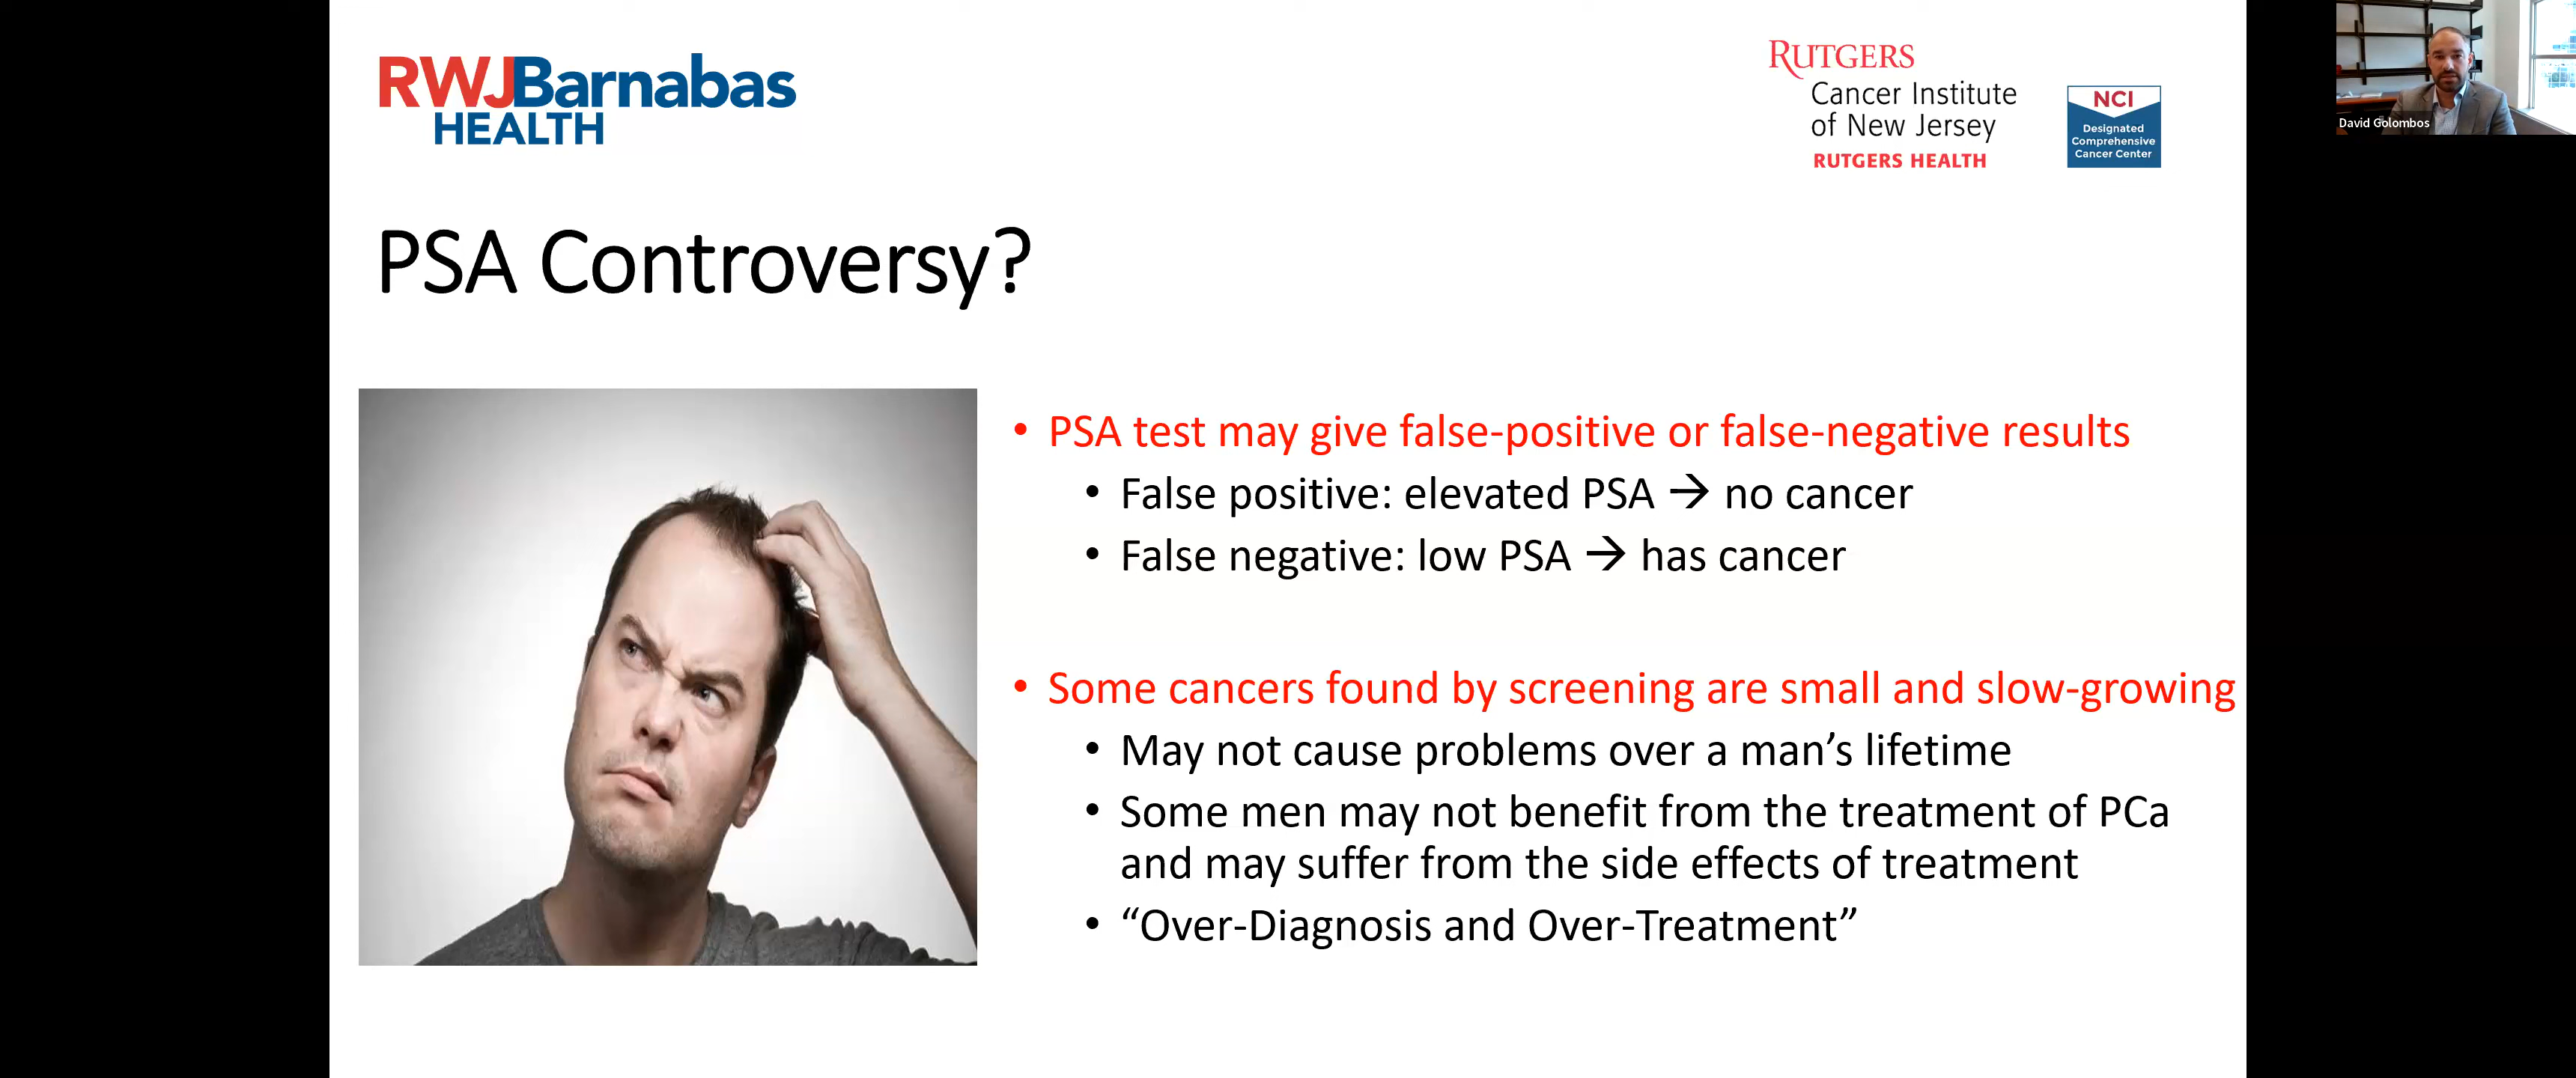 RWJBarnabas
HEALTH
RUTGERS
Cancer Institute
of New Jersey
RUTGERS HEALTH
NCI
Designated
Comprehensive
Cancer Center
David Golombos
PSA Controversy?
• PSA test may give false-positive or false-negative results
• False positive: elevated PSA → no cancer
• False negative: low PSA → has cancer
• Some cancers found by screening are small and slow-growing
• May not cause problems over a man’s lifetime
• Some men may not benefit from the treatment of PCa
and may suffer from the side effects of treatment
• “Over-Diagnosis and Over-Treatment”